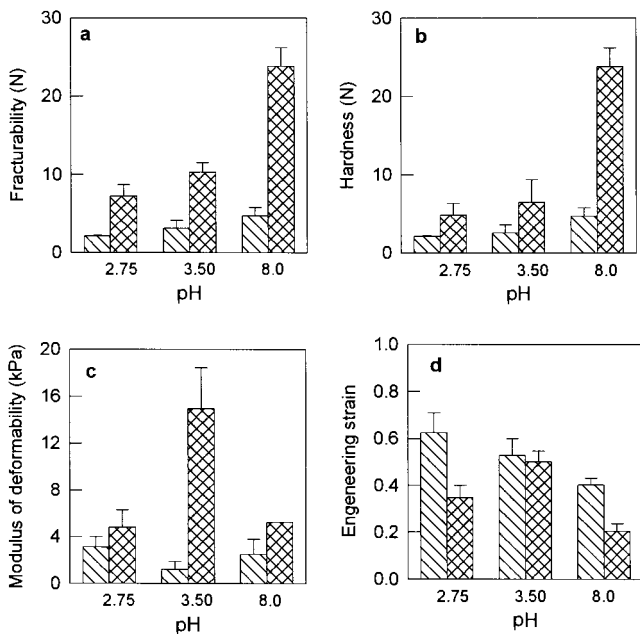 a
Fracturability (N)
30
20
10
0
2.75 3.50 8.0
pH
b
Hardness (N)
30
20
10
0
2.75 3.50 8.0
pH
c
Modulus of deformability (kPa)
20
16
12
8
4
0
2.75 3.50 8.0
pH
d
Engeneering strain
1.0
0.8
0.6
0.4
0.2
0.0
2.75 3.50 8.0
pH